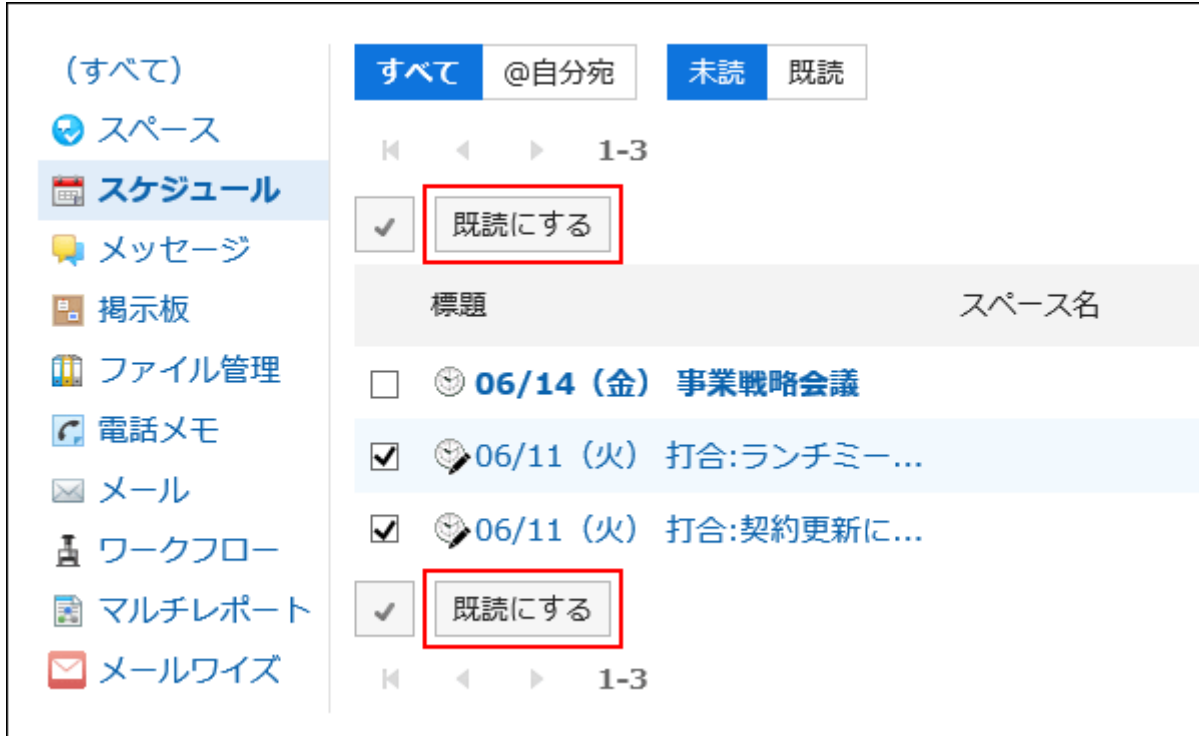 (すべて)
スペース
スケジュール
メッセージ
掲示板
ファイル管理
電話メモ
メール
ワークフロー
マルチレポート
メールワイズ
すべて @自分宛 未読 既読
1-3
既読にする
標題 スペース名
06/14(金) 事業戦略会議
06/11(火) 打合:ランチミー...
06/11(火) 打合:契約更新に...
既読にする
1-3